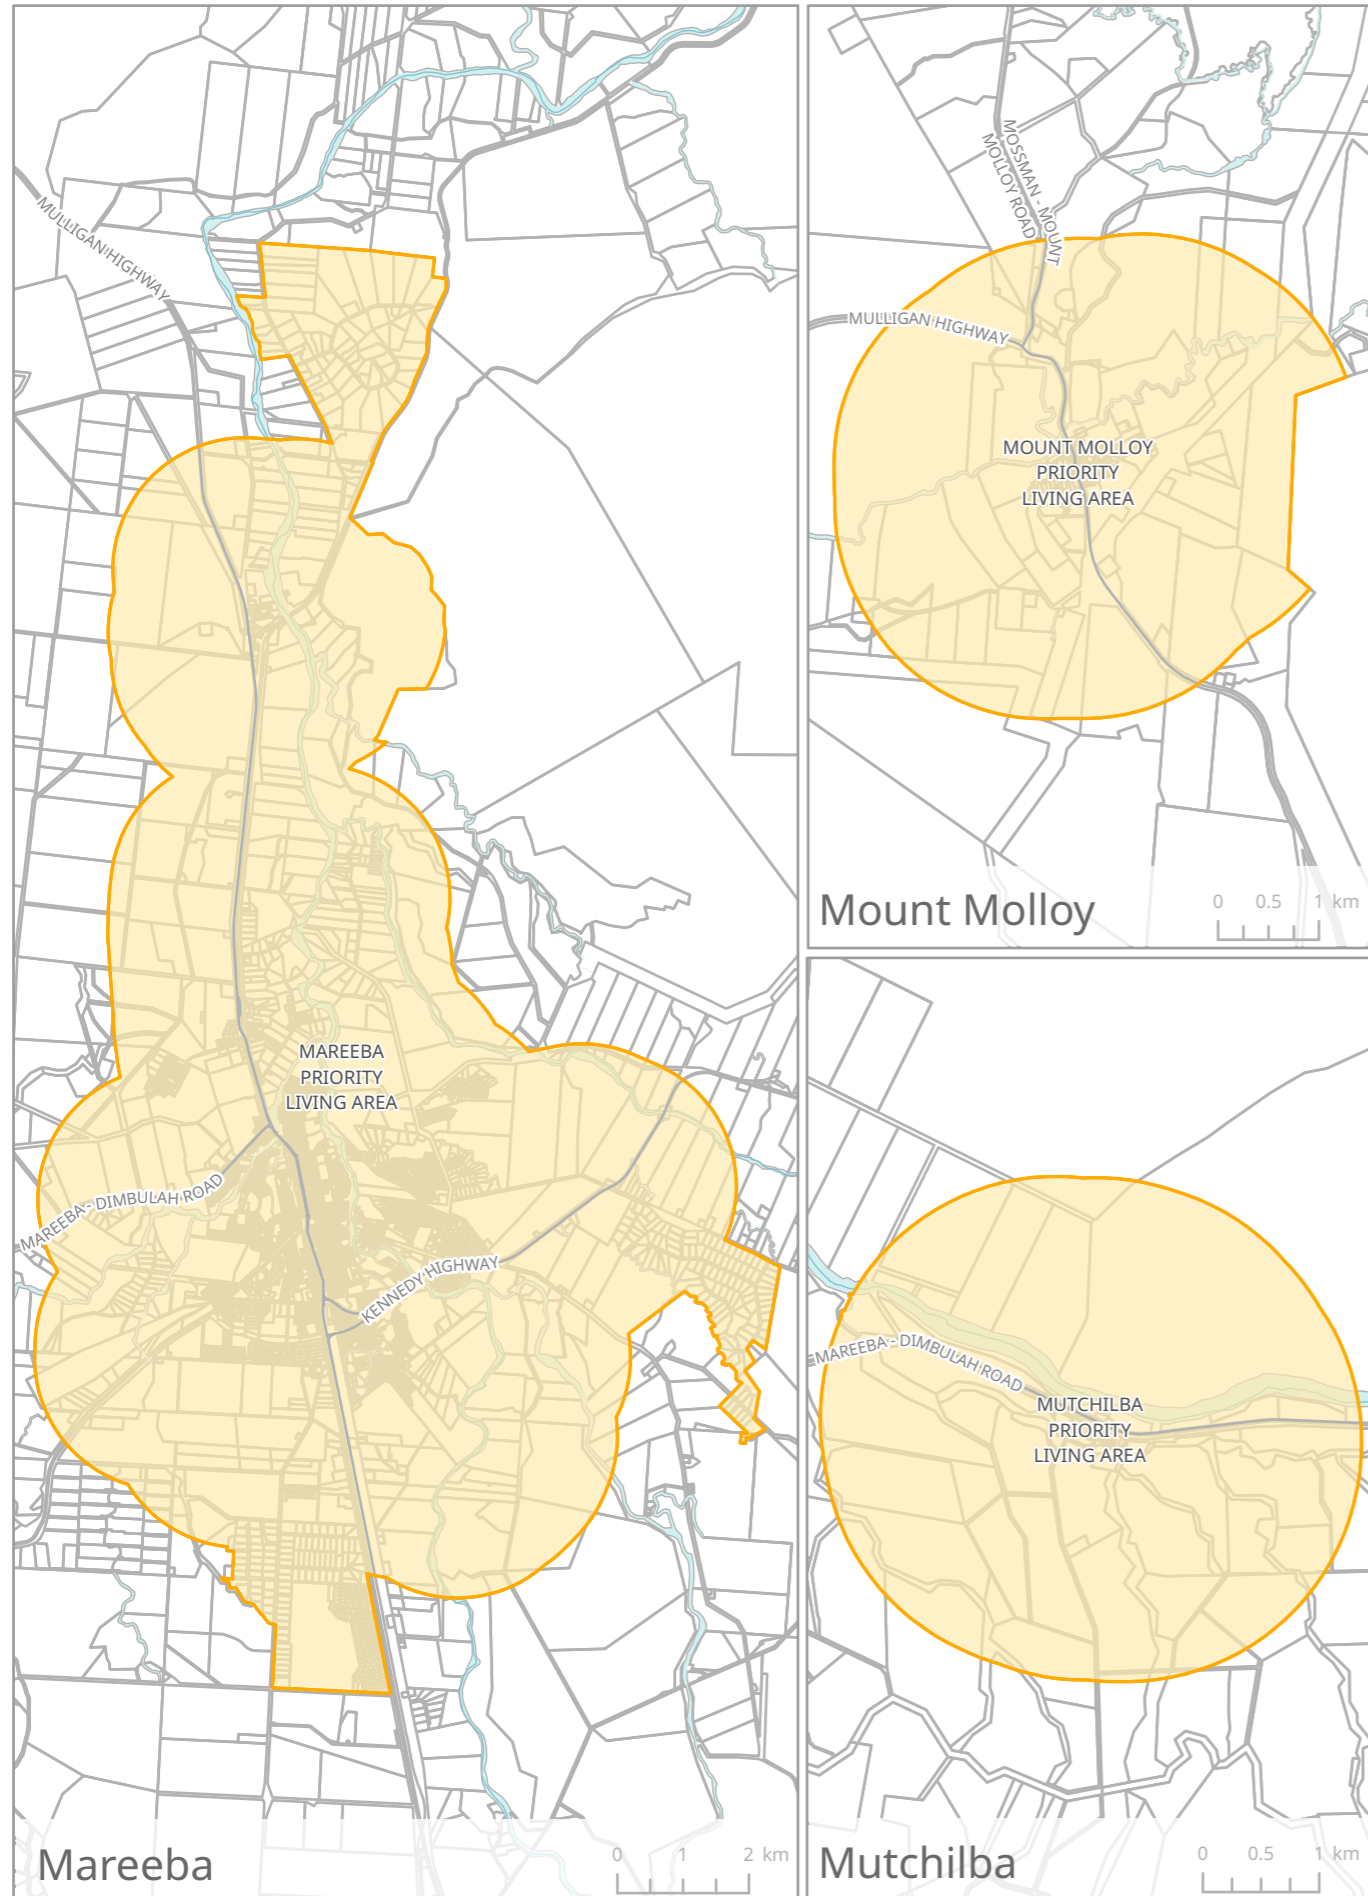 MULLIGAN HIGHWAY
MAREEBA
PRIORITY
LIVING AREA
MAREEBA - DIMBULAH ROAD
KENNEDY HIGHWAY
Mareeba
0 1 2 km
MOSSMAN - MOUNT
MOLLOY ROAD
MULLIGAN HIGHWAY
MOUNT MOLLOY
PRIORITY
LIVING AREA
Mount Molloy
0 0.5 1 km
MAREEBA - DIMBULAH ROAD
MUTCHILBA
PRIORITY
LIVING AREA
Mutchilba
0 0.5 1 km